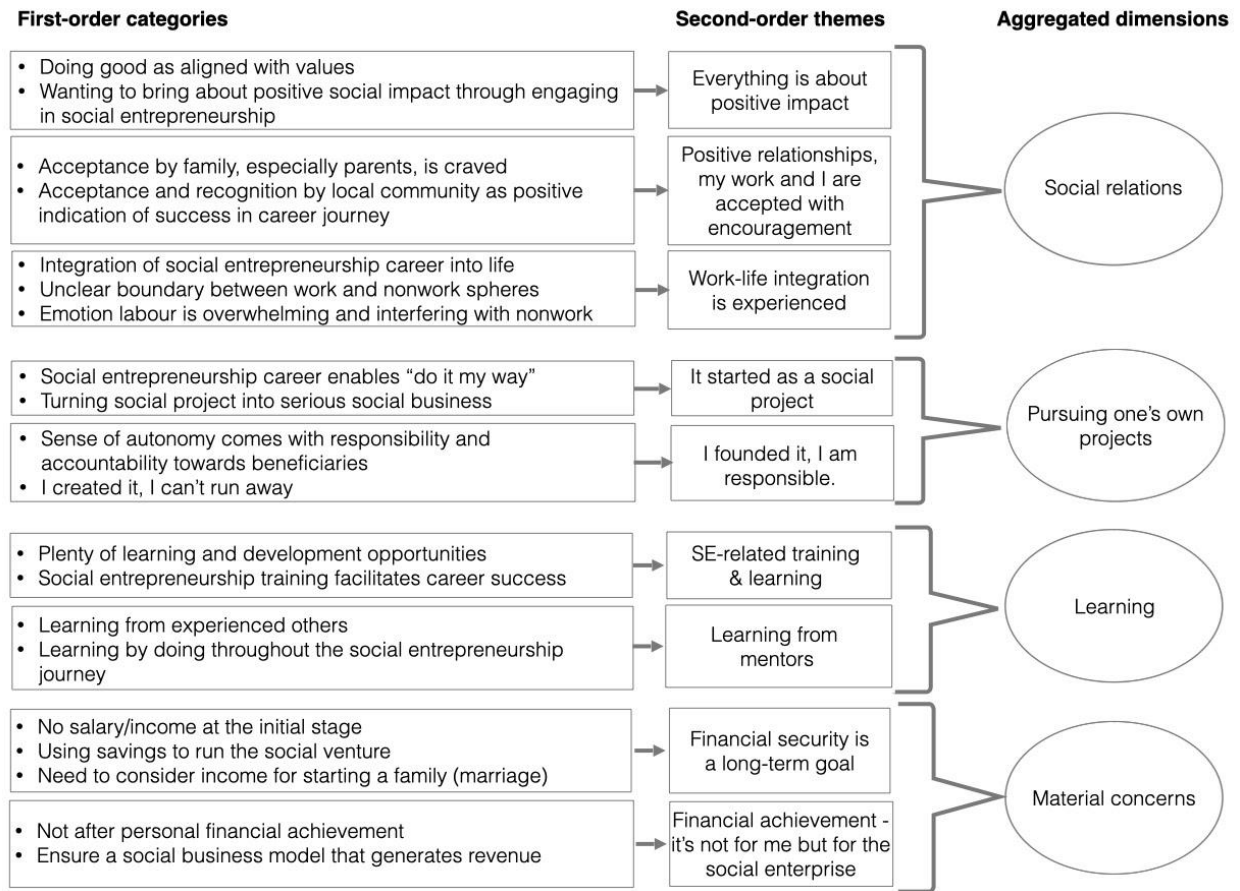 First-order categories
Second-order themes
Aggregated dimensions
• Doing good as aligned with values
• Wanting to bring about positive social impact through engaging
in social entrepreneurship
Everything is about
positive impact
• Acceptance by family, especially parents, is craved
• Acceptance and recognition by local community as positive
indication of success in career journey
Positive relationships,
my work and I are
accepted with
encouragement
• Integration of social entrepreneurship career into life
• Unclear boundary between work and nonwork spheres
• Emotion labour is overwhelming and interfering with nonwork
Work-life integration
is experienced
Social relations
• Social entrepreneurship career enables “do it my way”
• Turning social project into serious social business
It started as a social
project
• Sense of autonomy comes with responsibility and
accountability towards beneficiaries
• I created it, I can’t run away
I founded it, I am
responsible.
Pursuing one’s own
projects
• Plenty of learning and development opportunities
• Social entrepreneurship training facilitates career success
SE-related training
& learning
• Learning from experienced others
• Learning by doing throughout the social entrepreneurship
journey
Learning from
mentors
Learning
• No salary/income at the initial stage
• Using savings to run the social venture
• Need to consider income for starting a family (marriage)
Financial security is
a long-term goal
• Not after personal financial achievement
• Ensure a social business model that generates revenue
Financial achievement -
it’s not for me but for the
social enterprise
Material concerns